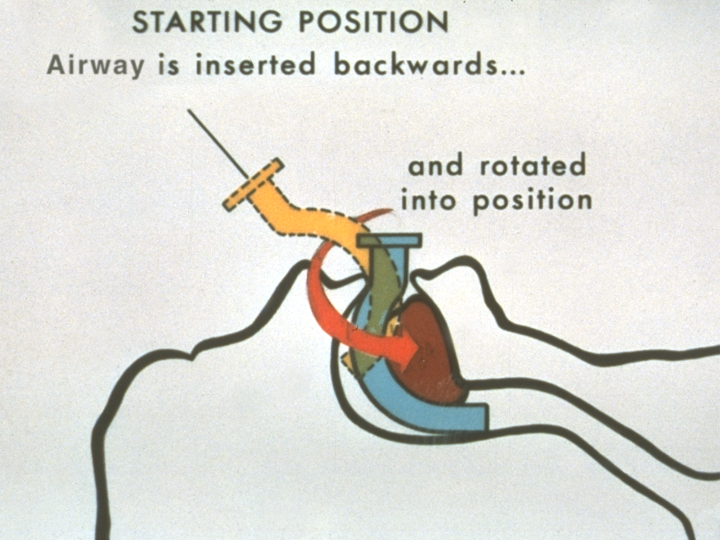 STARTING POSITION
Airway is inserted backwards...
and rotated
into position